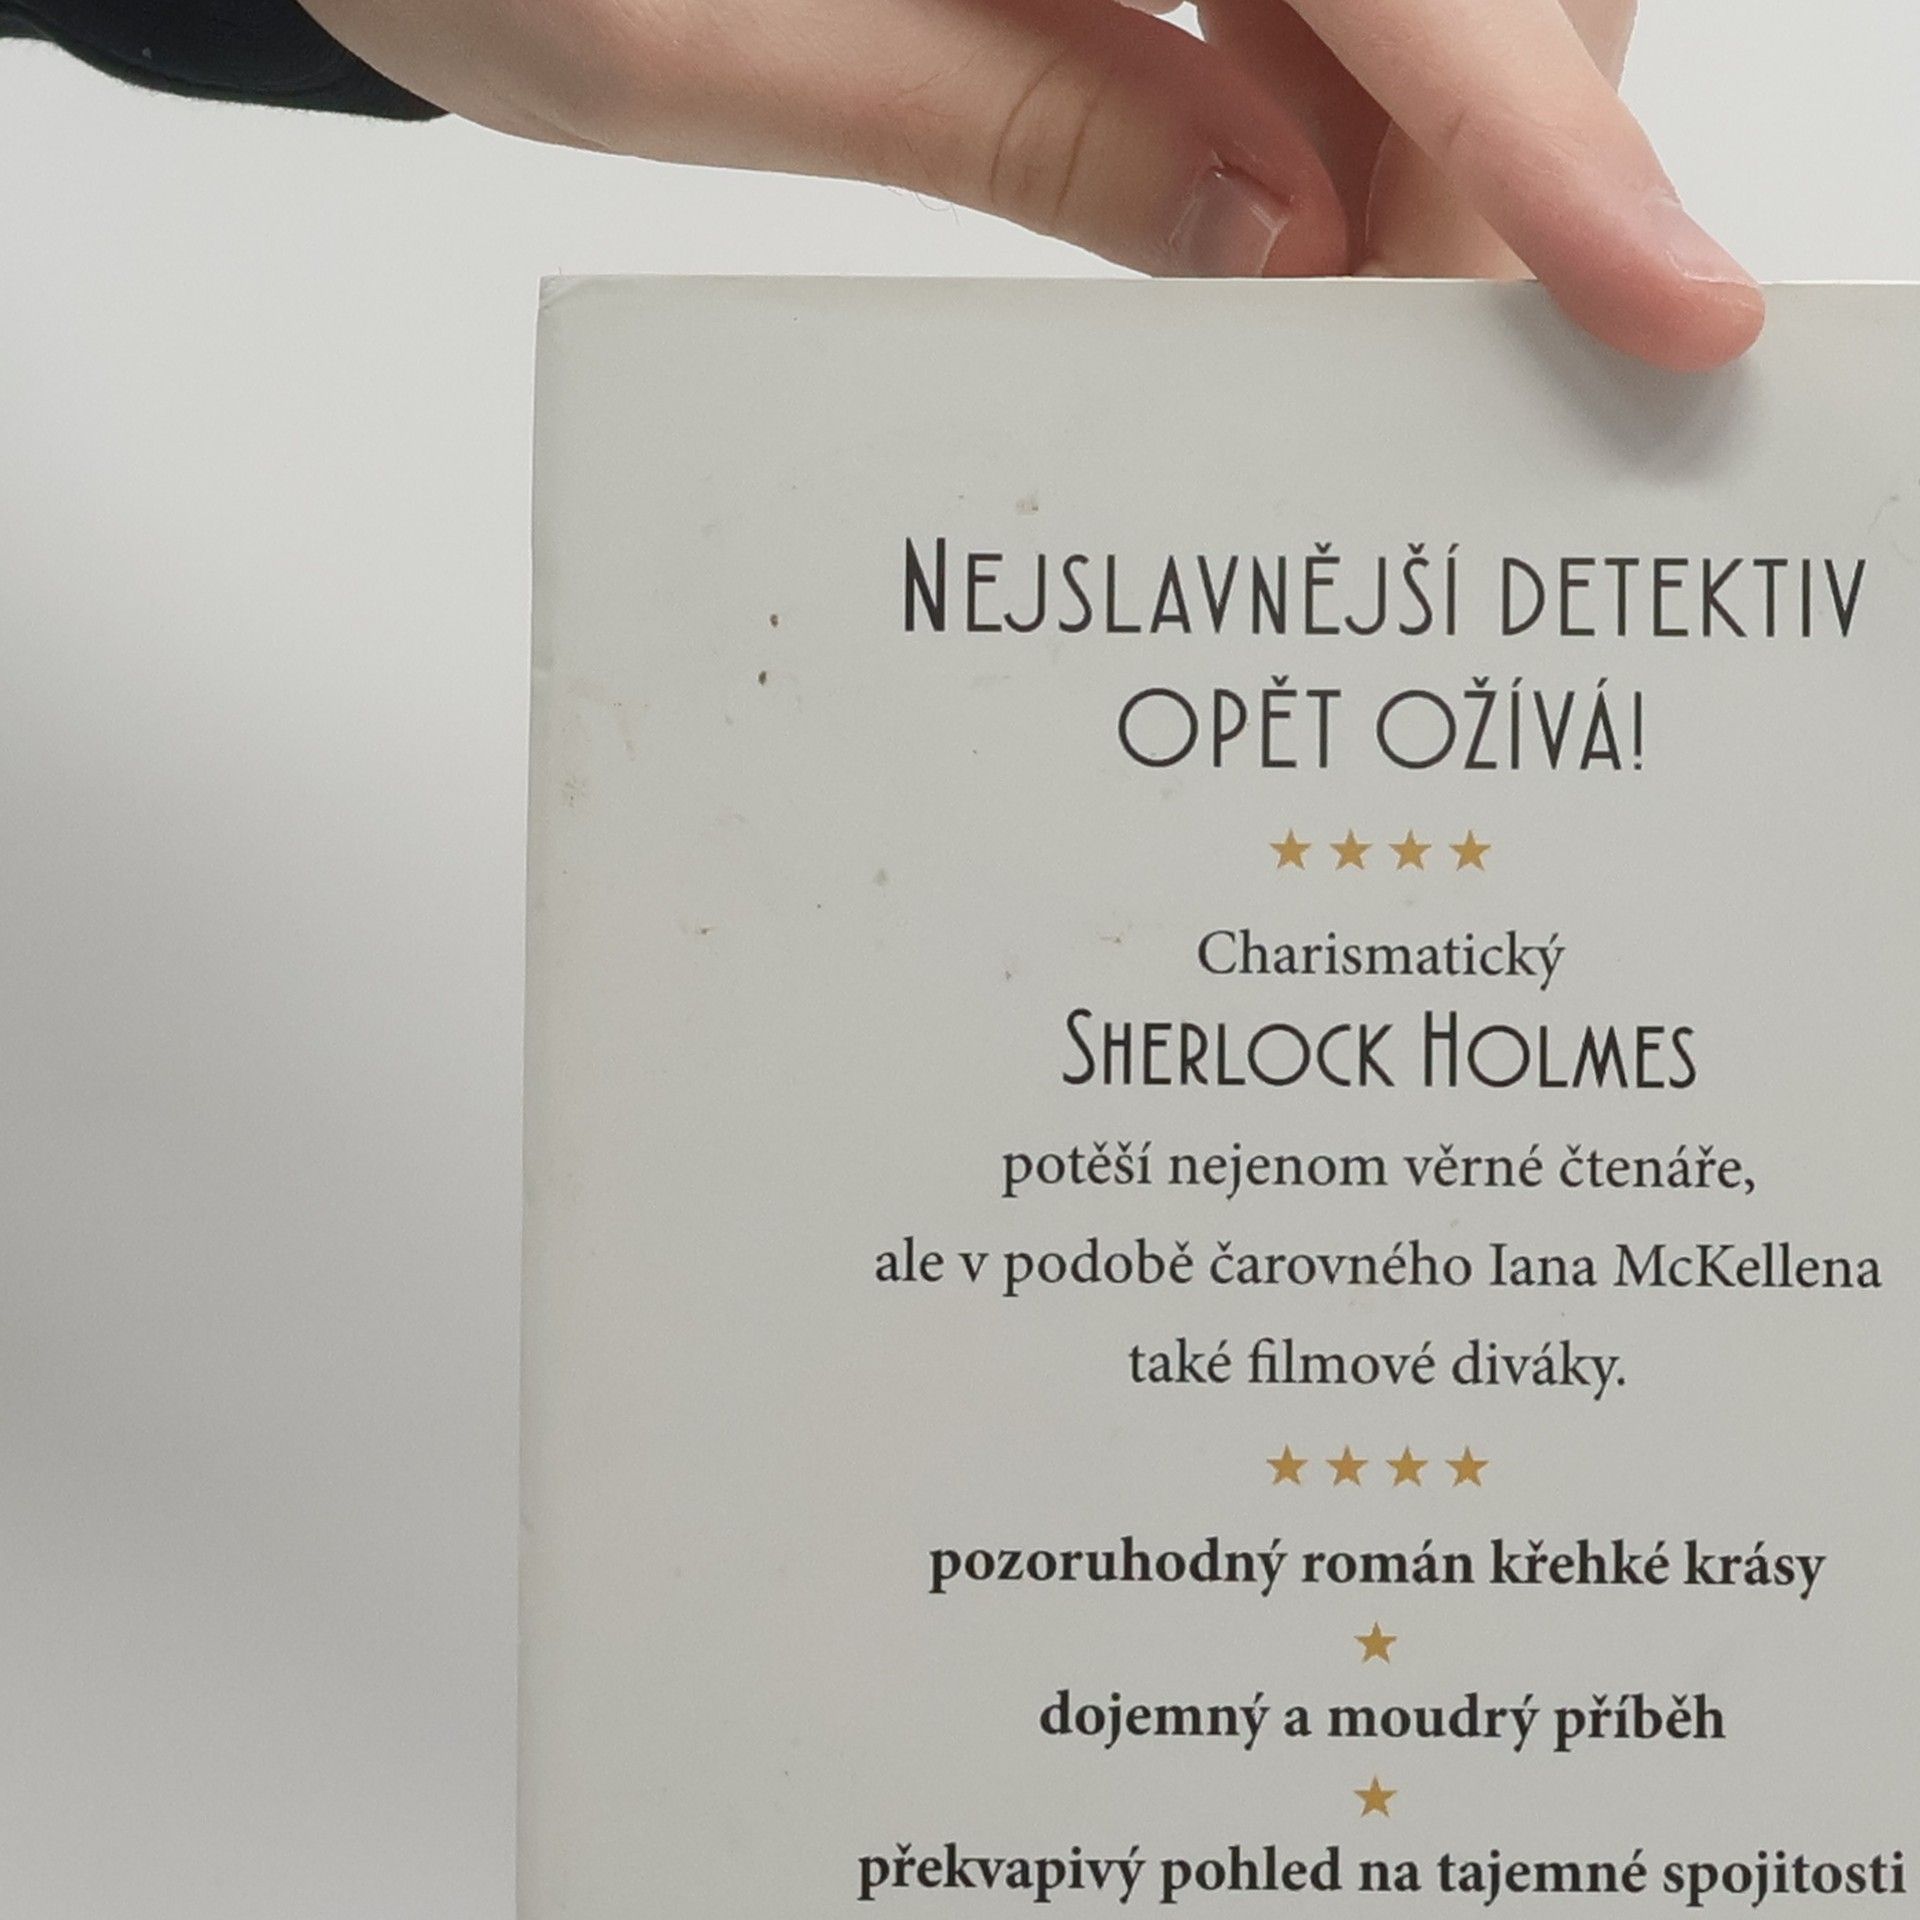 NEJSLAVNĚJŠÍ DETEKTIV
OPĚT OŽÍVÁ!
Charismatický
SHERLOCK HOLMES
potěší nejenom věrné čtenáře,
ale v podobě čarovného Iana McKellena
také filmové diváky.
pozoruhodný román křehké krásy
dojemný a moudrý příběh
překvapivý pohled na tajemné spojitosti